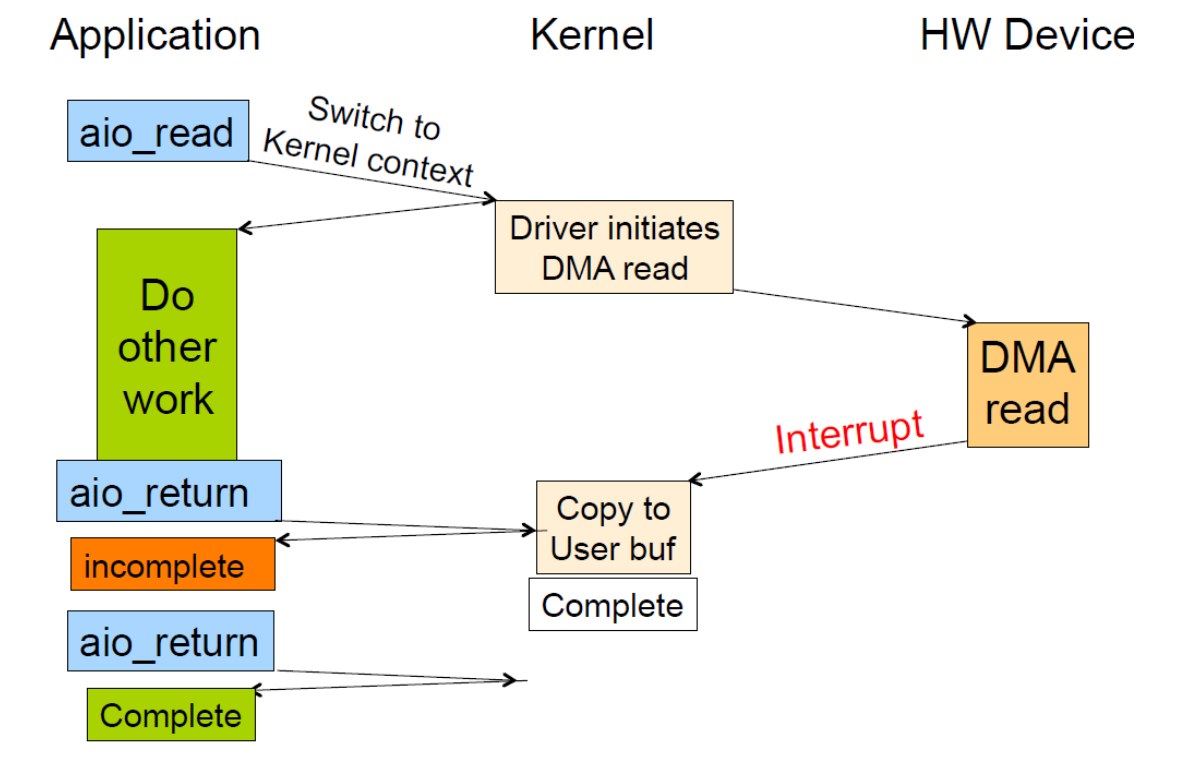 Application
Kernel
HW Device
aio_read
Switch to
Kernel context
Driver initiates
DMA read
Do
other
work
DMA
read
Interrupt
aio_return
Copy to
User buf
incomplete
Complete
aio_return
Complete